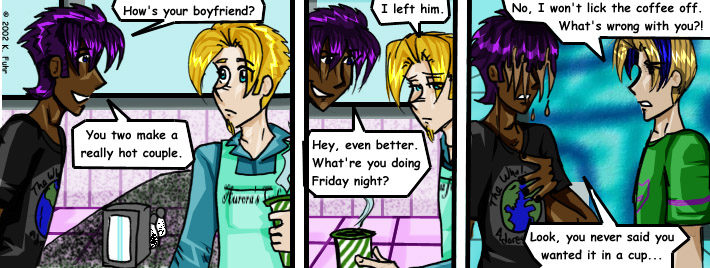 © 2002 K. Fuhr
How's your boyfriend?
You two make a
really hot couple.
Aurora's
I left him.
Hey, even better.
What're you doing
Friday night?
No, I won't lick the coffee off.
What's wrong with you?!
The Whol
Look, you never said you
wanted it in a cup...